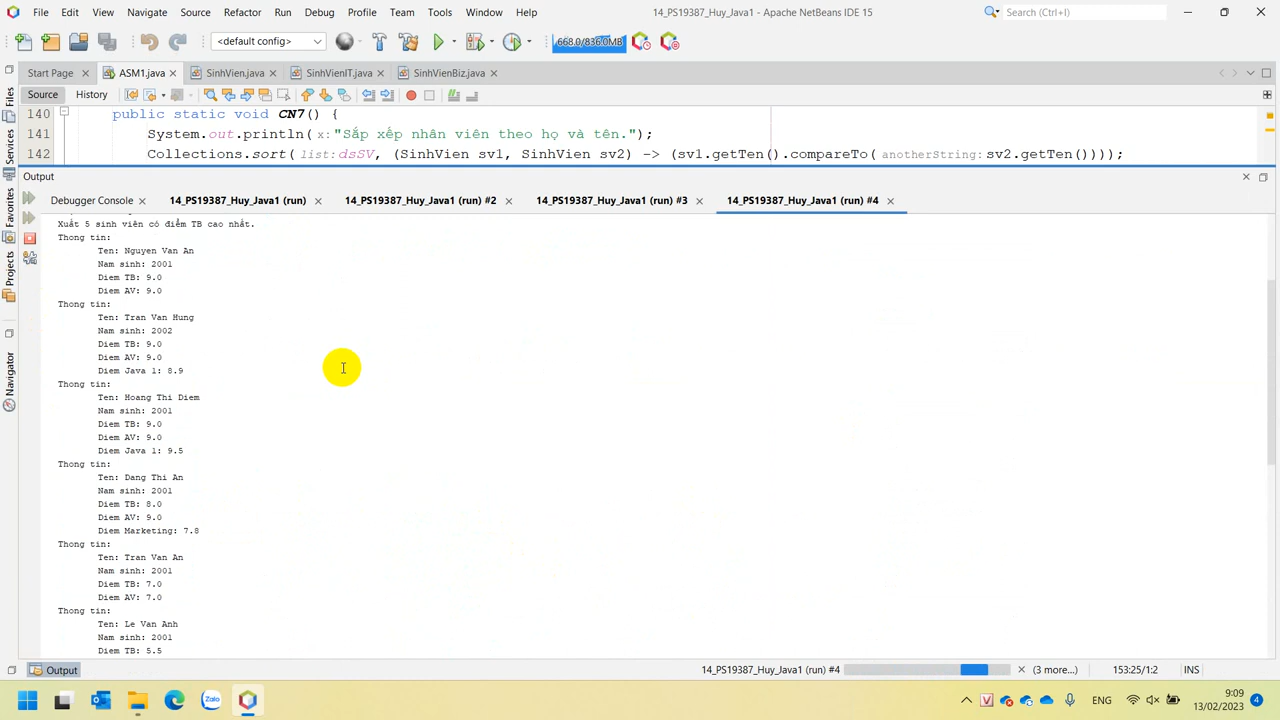 File Edit View Navigate Source Refactor Run Debug Profile Team Tools Window Help 14_PS19387_Huy_Java1 - Apache NetBeans IDE 15 Search (Ctrl+I)
<default config> 668.0/836.0MB
Start Page ASM1.java SinhVien.java SinhVienIT.java SinhVienBiz.java
Source History
140 public static void CN7() {
141 System.out.println(x:"Sắp xếp nhân viên theo họ và tên.");
142 Collections.sort(list:dsSV, (SinhVien sv1, SinhVien sv2) -> (sv1.getTen().compareTo(anotherString:sv2.getTen())));
Output
Debugger Console 14_PS19387_Huy_Java1 (run) 14_PS19387_Huy_Java1 (run) #2 14_PS19387_Huy_Java1 (run) #3 14_PS19387_Huy_Java1 (run) #4
Xuất 5 sinh viên có điểm TB cao nhất.
Thong tin:
Ten: Nguyen Van An
Nam sinh: 2001
Diem TB: 9.0
Diem AV: 9.0
Thong tin:
Ten: Tran Van Hung
Nam sinh: 2002
Diem TB: 9.0
Diem AV: 9.0
Diem Java 1: 8.9
Thong tin:
Ten: Hoang Thi Diem
Nam sinh: 2001
Diem TB: 9.0
Diem AV: 9.0
Diem Java 1: 9.5
Thong tin:
Ten: Dang Thi An
Nam sinh: 2001
Diem TB: 8.0
Diem AV: 9.0
Diem Marketing: 7.8
Thong tin:
Ten: Tran Van An
Nam sinh: 2001
Diem TB: 7.0
Diem AV: 7.0
Thong tin:
Ten: Le Van Anh
Nam sinh: 2001
Diem TB: 5.5
Files
Services
Favorites
Projects
Navigator
Output 14_PS19387_Huy_Java1 (run) #4 (3 more...) 153:25/1:2 INS
Zalo V ENG 9:09 4
13/02/2023